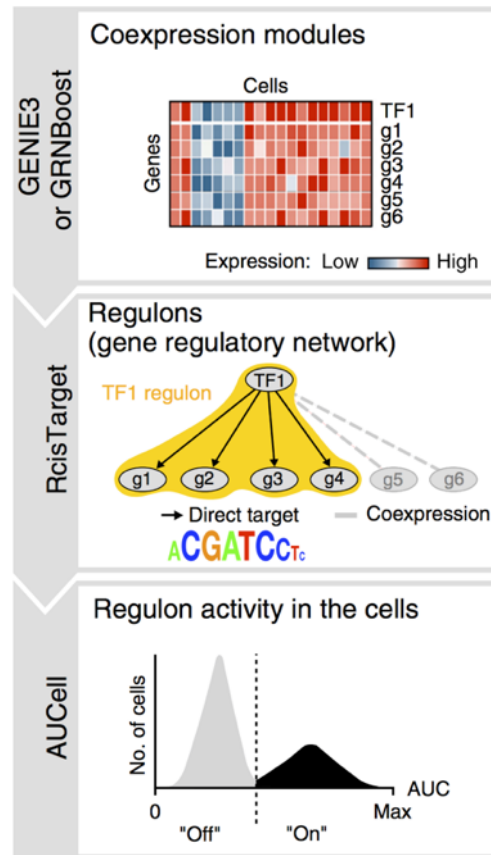 GENIE3
or GRNBoost
Coexpression modules
Cells
Genes
TF1
g1
g2
g3
g4
g5
g6
Expression: Low High
RcisTarget
Regulons
(gene regulatory network)
TF1 regulon
TF1
g1 g2 g3 g4 g5 g6
Direct target Coexpression
ACGATCCTc
AUCell
Regulon activity in the cells
No. of cells
AUC
0 Max
"Off" "On"